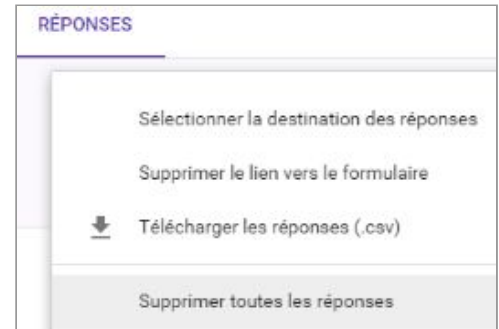 RÉPONSES
Sélectionner la destination des réponses
Supprimer le lien vers le formulaire
Télécharger les réponses (.csv)
Supprimer toutes les réponses